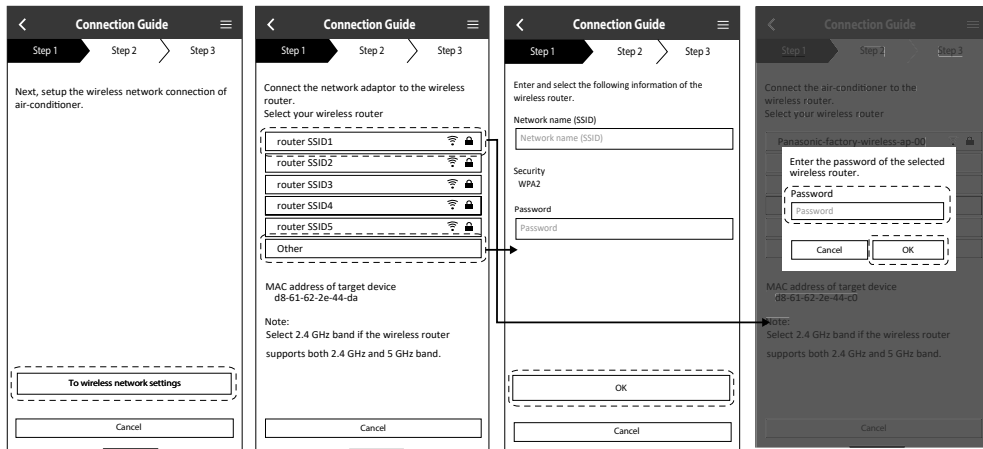 Connection Guide
Step 1
Step 2
Step 3
Next, setup the wireless network connection of
air-conditioner.
To wireless network settings
Cancel
Connection Guide
Step 1
Step 2
Step 3
Connect the network adaptor to the wireless
router.
Select your wireless router
router SSID1
router SSID2
router SSID3
router SSID4
router SSID5
Other
MAC address of target device
d8-61-62-2e-44-da
Note:
Select 2.4 GHz band if the wireless router
supports both 2.4 GHz and 5 GHz band.
Cancel
Connection Guide
Step 1
Step 2
Step 3
Enter and select the following information of the
wireless router.
Network name (SSID)
Network name (SSID)
Security
WPA2
Password
Password
OK
Cancel
Connection Guide
Step 1
Step 2
Step 3
Connect the air-conditioner to the
wireless router.
Select your wireless router
Panasonic-factory-wireless-ap-00
Enter the password of the selected
wireless router.
Password
Password
Cancel
OK
MAC address of target device
d8-61-62-2e-44-c0
Note:
Select 2.4 GHz band if the wireless router
supports both 2.4 GHz and 5 GHz band.
Cancel